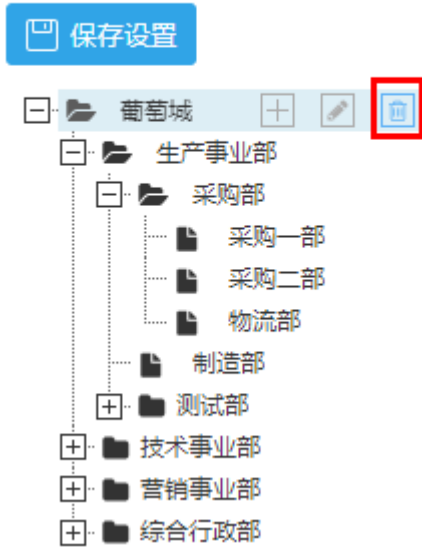 保存设置
葡萄城
生产事业部
采购部
采购一部
采购二部
物流部
制造部
测试部
技术事业部
营销事业部
综合行政部